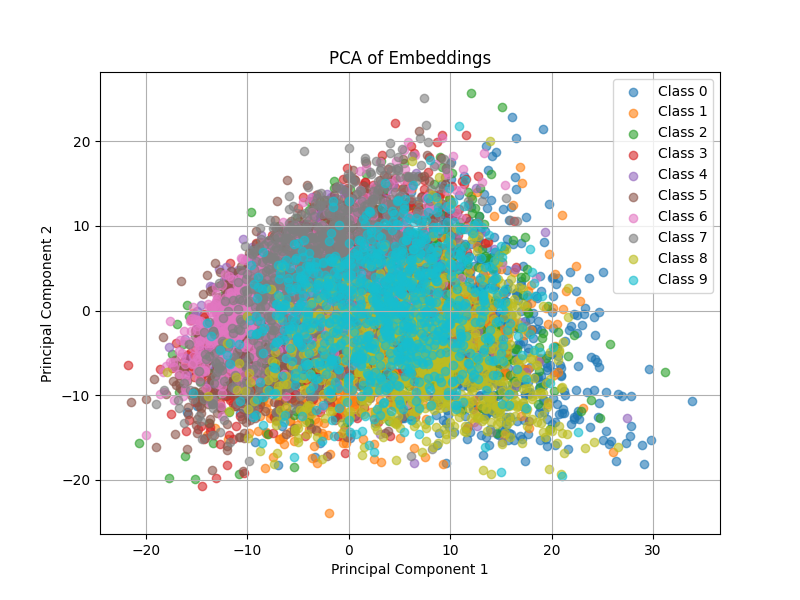 PCA of Embeddings
Class 0
Class 1
Class 2
Class 3
Class 4
Class 5
Class 6
Class 7
Class 8
Class 9
20
10
0
−10
−20
Principal Component 2
−20 −10 0 10 20 30
Principal Component 1